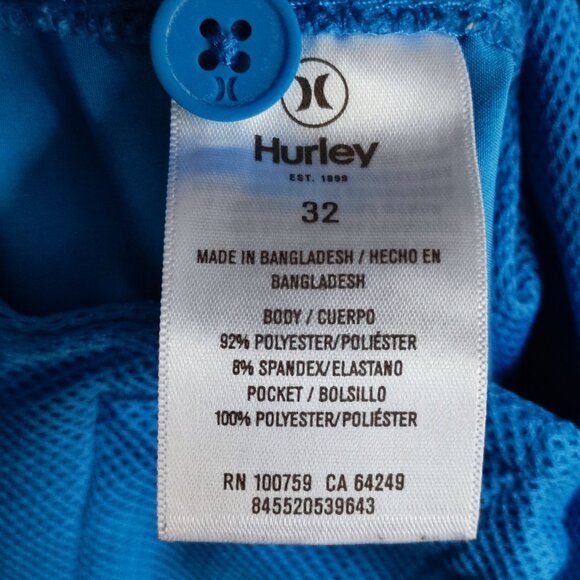 Hurley
EST. 1999
32
MADE IN BANGLADESH / HECHO EN
BANGLADESH
BODY / CUERPO
92% POLYESTER/POLIÉSTER
8% SPANDEX/ELASTANO
POCKET / BOLSILLO
100% POLYESTER/POLIÉSTER
RN 100759 CA 64249
845520539643